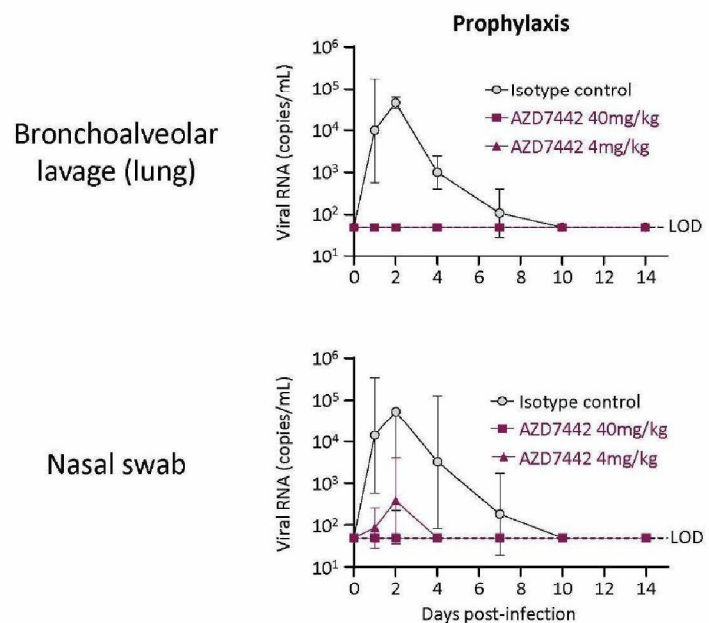 Prophylaxis
Bronchoalveolar
lavage (lung)
Viral RNA (copies/mL)
10⁶
10⁵
10⁴
10³
10²
10¹
Isotype control
AZD7442 40mg/kg
AZD7442 4mg/kg
LOD
0 2 4 6 8 10 12 14
Nasal swab
Viral RNA (copies/mL)
10⁶
10⁵
10⁴
10³
10²
10¹
Isotype control
AZD7442 40mg/kg
AZD7442 4mg/kg
LOD
0 2 4 6 8 10 12 14
Days post-infection